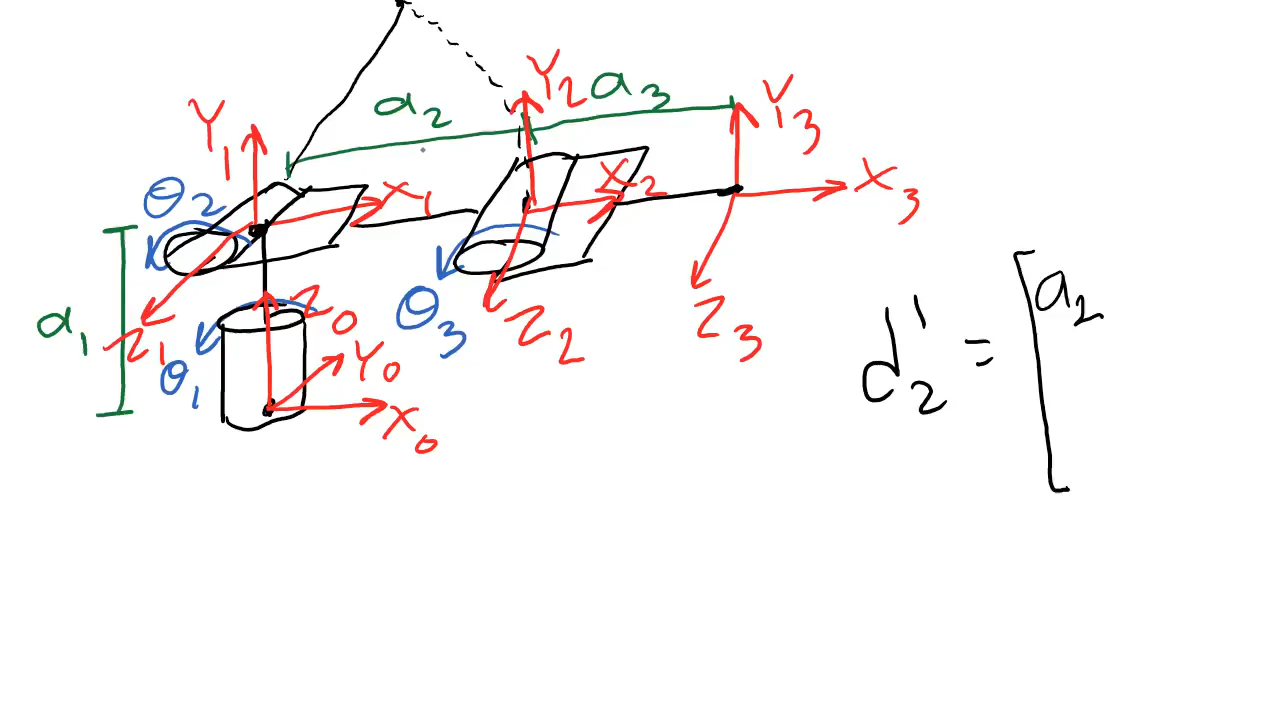 Y₂
a₃
a₂
Y₃
Y₁
X₂
X₃
θ₂
X₁
a₁
Z₀
θ₃
Z₂
Z₃
Z₁
Y₀
θ₁
X₀
d₂¹ = [a₂